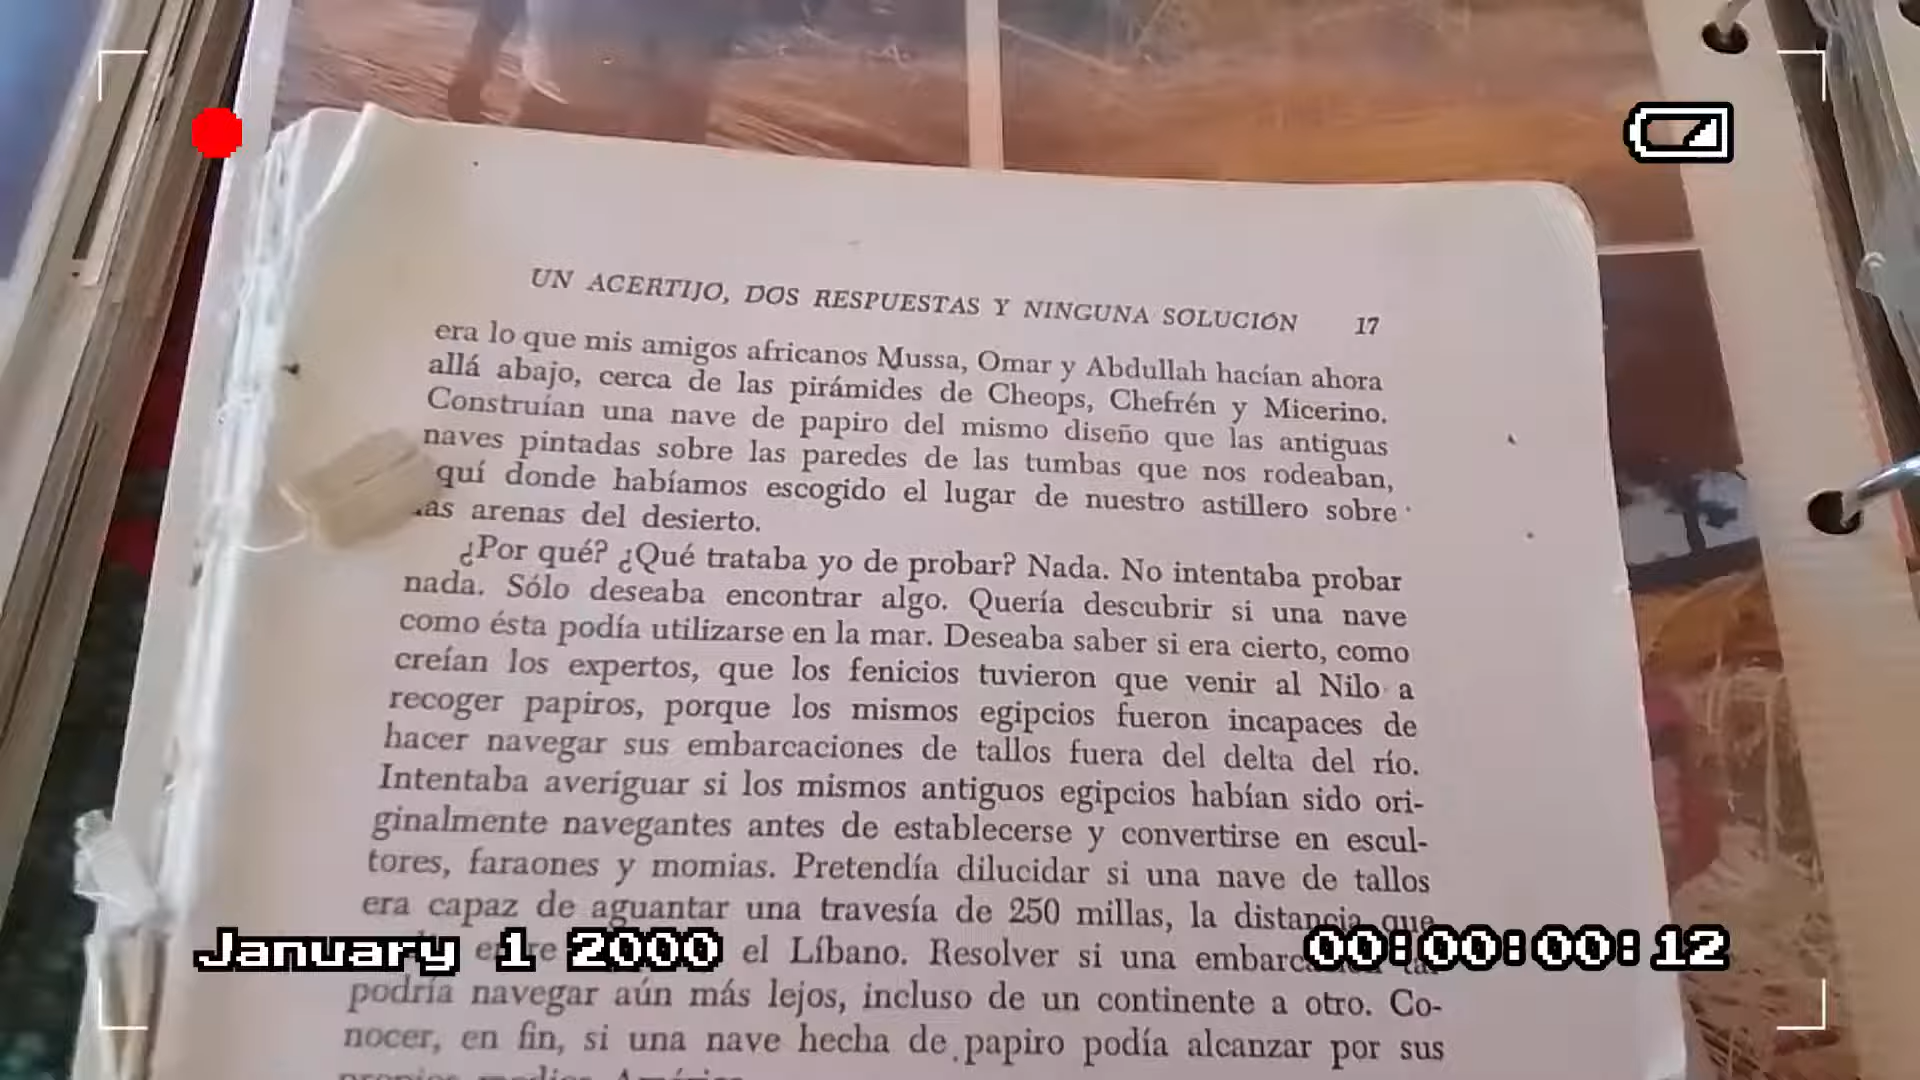 UN ACERTIJO, DOS RESPUESTAS Y NINGUNA SOLUCIÓN 17
era lo que mis amigos africanos Mussa, Omar y Abdullah hacían ahora
allá abajo, cerca de las pirámides de Cheops, Chefrén y Micerino.
Construían una nave de papiro del mismo diseño que las antiguas
naves pintadas sobre las paredes de las tumbas que nos rodeaban,
quí donde habíamos escogido el lugar de nuestro astillero sobre
as arenas del desierto.
¿Por qué? ¿Qué trataba yo de probar? Nada. No intentaba probar
nada. Sólo deseaba encontrar algo. Quería descubrir si una nave
como ésta podía utilizarse en la mar. Deseaba saber si era cierto, como
creían los expertos, que los fenicios tuvieron que venir al Nilo a
recoger papiros, porque los mismos egipcios fueron incapaces de
hacer navegar sus embarcaciones de tallos fuera del delta del río.
Intentaba averiguar si los mismos antiguos egipcios habían sido ori-
ginalmente navegantes antes de establecerse y convertirse en escul-
tores, faraones y momias. Pretendía dilucidar si una nave de tallos
era capaz de aguantar una travesía de 250 millas, la distancia que
el Líbano. Resolver si una
January 1 2000 00:00:00:12
podría navegar aún más lejos, incluso de un continente a otro. Co-
nocer, en fin, si una nave hecha de papiro podía alcanzar por sus